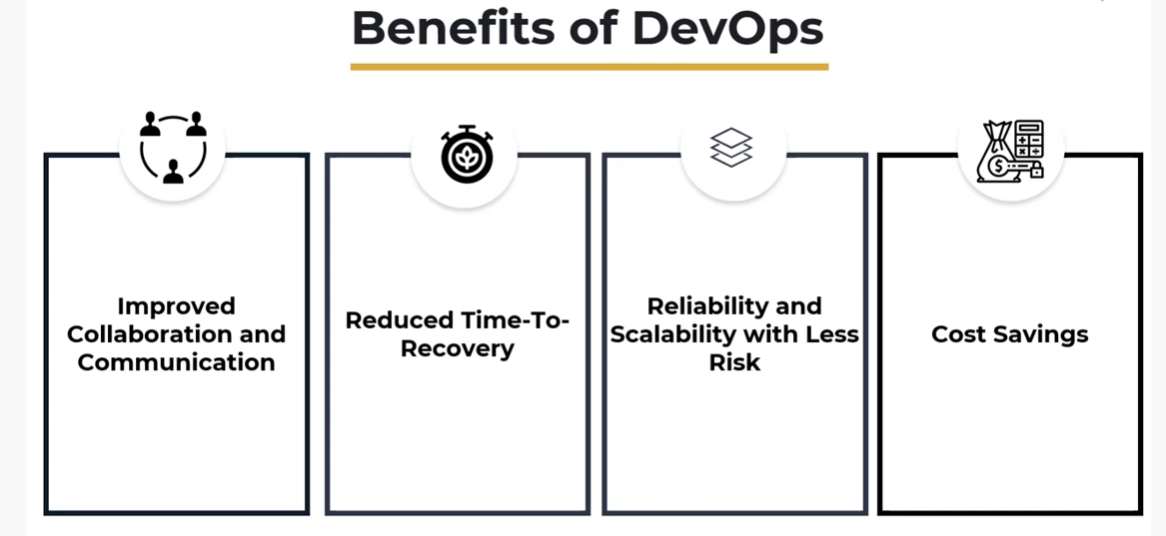 Benefits of DevOps
Improved
Collaboration and
Communication
Reduced Time-To-
Recovery
Reliability and
Scalability with Less
Risk
Cost Savings